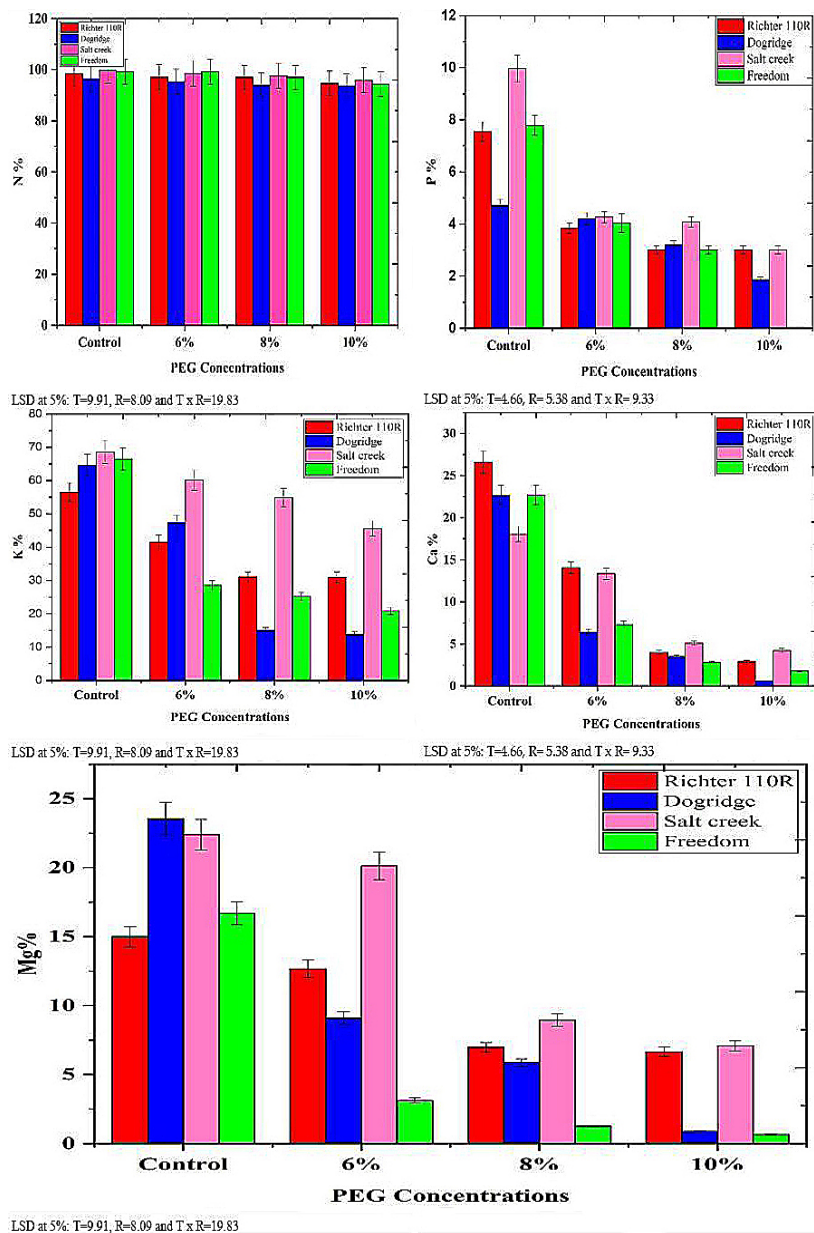 120
100
80
60
40
20
0
N %
Richter 110R
Dogridge
Salt creek
Freedom
Control 6% 8% 10%
PEG Concentrations
12
10
8
6
4
2
0
P %
Richter 110R
Dogridge
Salt creek
Freedom
Control 6% 8% 10%
PEG Concentrations
LSD at 5%: T=9.91, R=8.09 and T x R=19.83
LSD at 5%: T=4.66, R= 5.38 and T x R= 9.33
80
70
60
50
40
30
20
10
0
K %
Richter 110R
Dogridge
Salt creek
Freedom
Control 6% 8% 10%
PEG Concentrations
30
25
20
15
10
5
0
Ca %
Richter 110R
Dogridge
Salt creek
Freedom
Control 6% 8% 10%
PEG Concentrations
LSD at 5%: T=9.91, R=8.09 and T x R=19.83
LSD at 5%: T=4.66, R= 5.38 and T x R= 9.33
25
20
15
10
5
0
Mg%
Richter 110R
Dogridge
Salt creek
Freedom
Control 6% 8% 10%
PEG Concentrations
LSD at 5%: T=9.91, R=8.09 and T x R=19.83